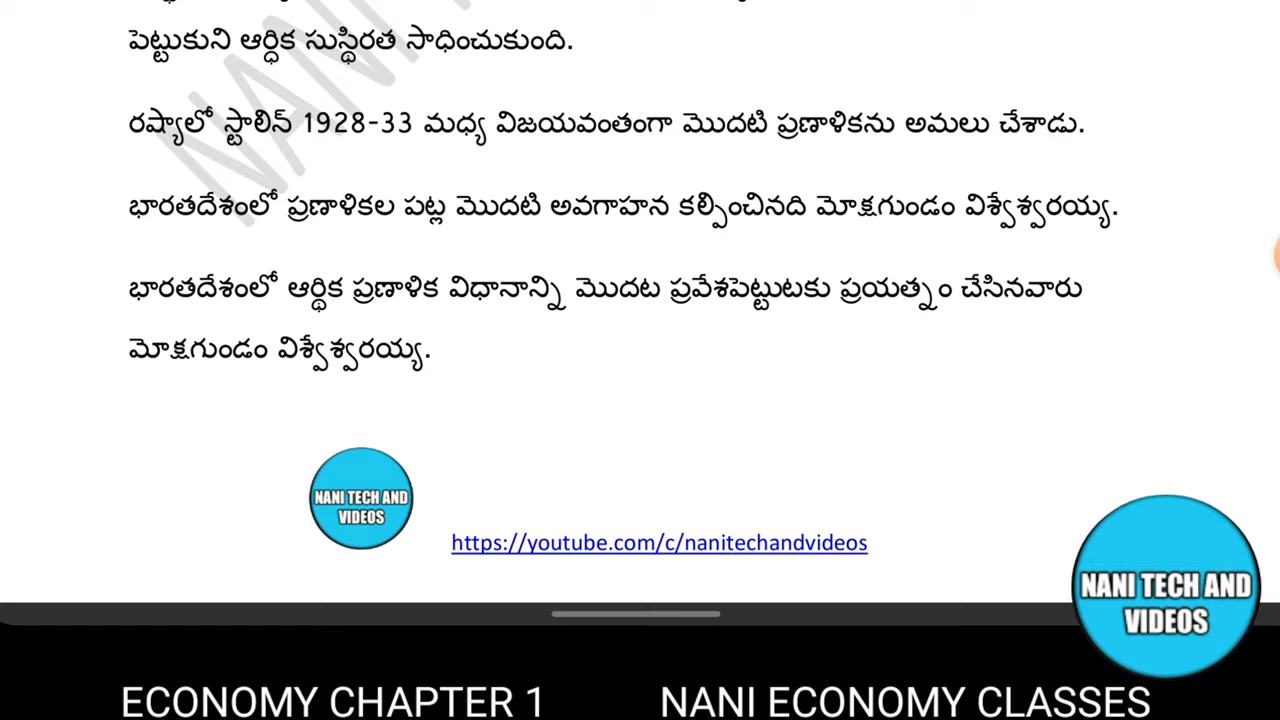 పెట్టుకుని ఆర్ధిక సుస్థిరత సాధించుకుంది.
రష్యాలో స్టాలిన్ 1928-33 మధ్య విజయవంతంగా మొదటి ప్రణాళికను అమలు చేశాడు.
భారతదేశంలో ప్రణాళికల పట్ల మొదటి అవగాహన కల్పించినది మోక్షగుండం విశ్వేశ్వరయ్య.
భారతదేశంలో ఆర్థిక ప్రణాళిక విధానాన్ని మొదట ప్రవేశపెట్టుటకు ప్రయత్నం చేసినవారు
మోక్షగుండం విశ్వేశ్వరయ్య.
NANI TECH AND
VIDEOS
https://youtube.com/c/nanitechandvideos
NANI TECH AND
VIDEOS
ECONOMY CHAPTER 1 NANI ECONOMY CLASSES